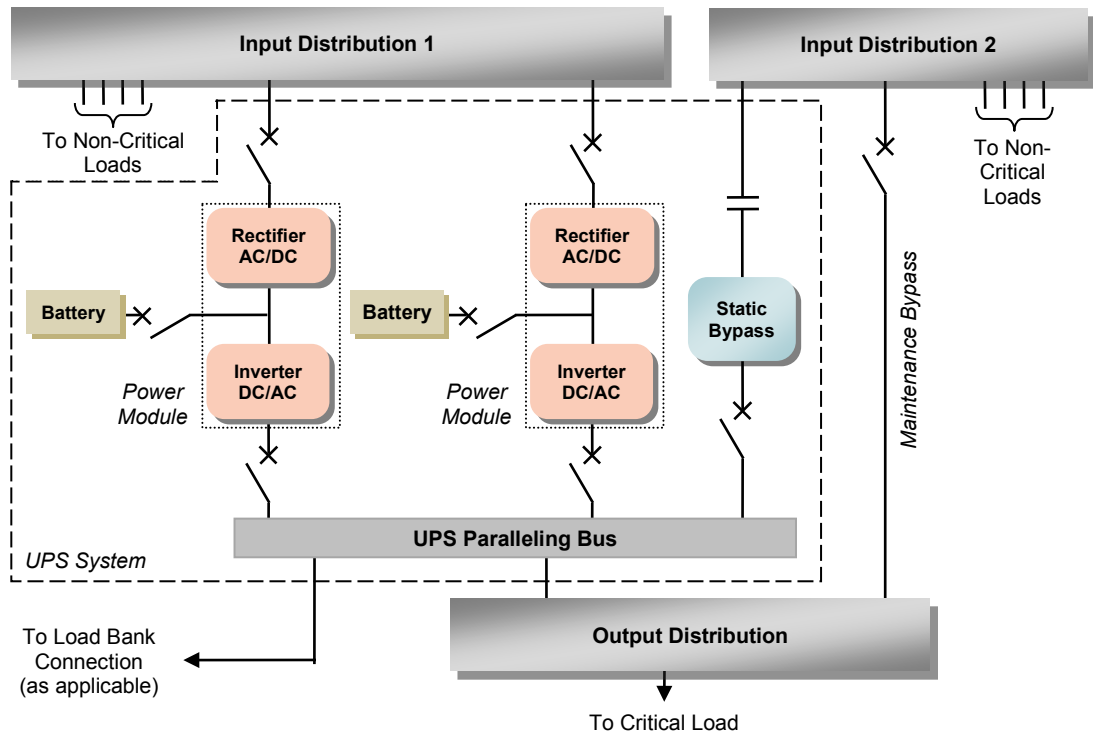 Input Distribution 1
Input Distribution 2
To Non-Critical
Loads
To Non-
Critical
Loads
Rectifier
AC/DC
Rectifier
AC/DC
Battery
Battery
Static
Bypass
Inverter
DC/AC
Inverter
DC/AC
Power
Module
Power
Module
Maintenance Bypass
UPS Paralleling Bus
UPS System
To Load Bank
Connection
(as applicable)
Output Distribution
To Critical Load